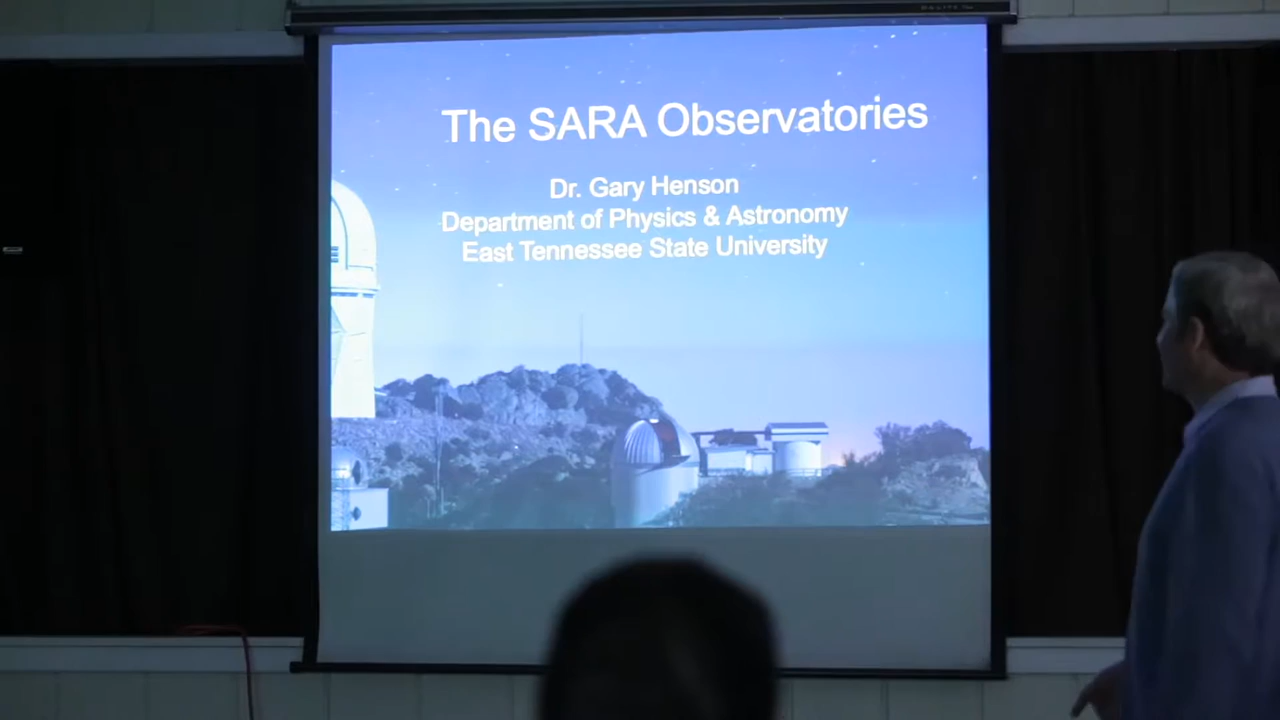 The SARA Observatories
Dr. Gary Henson
Department of Physics & Astronomy
East Tennessee State University